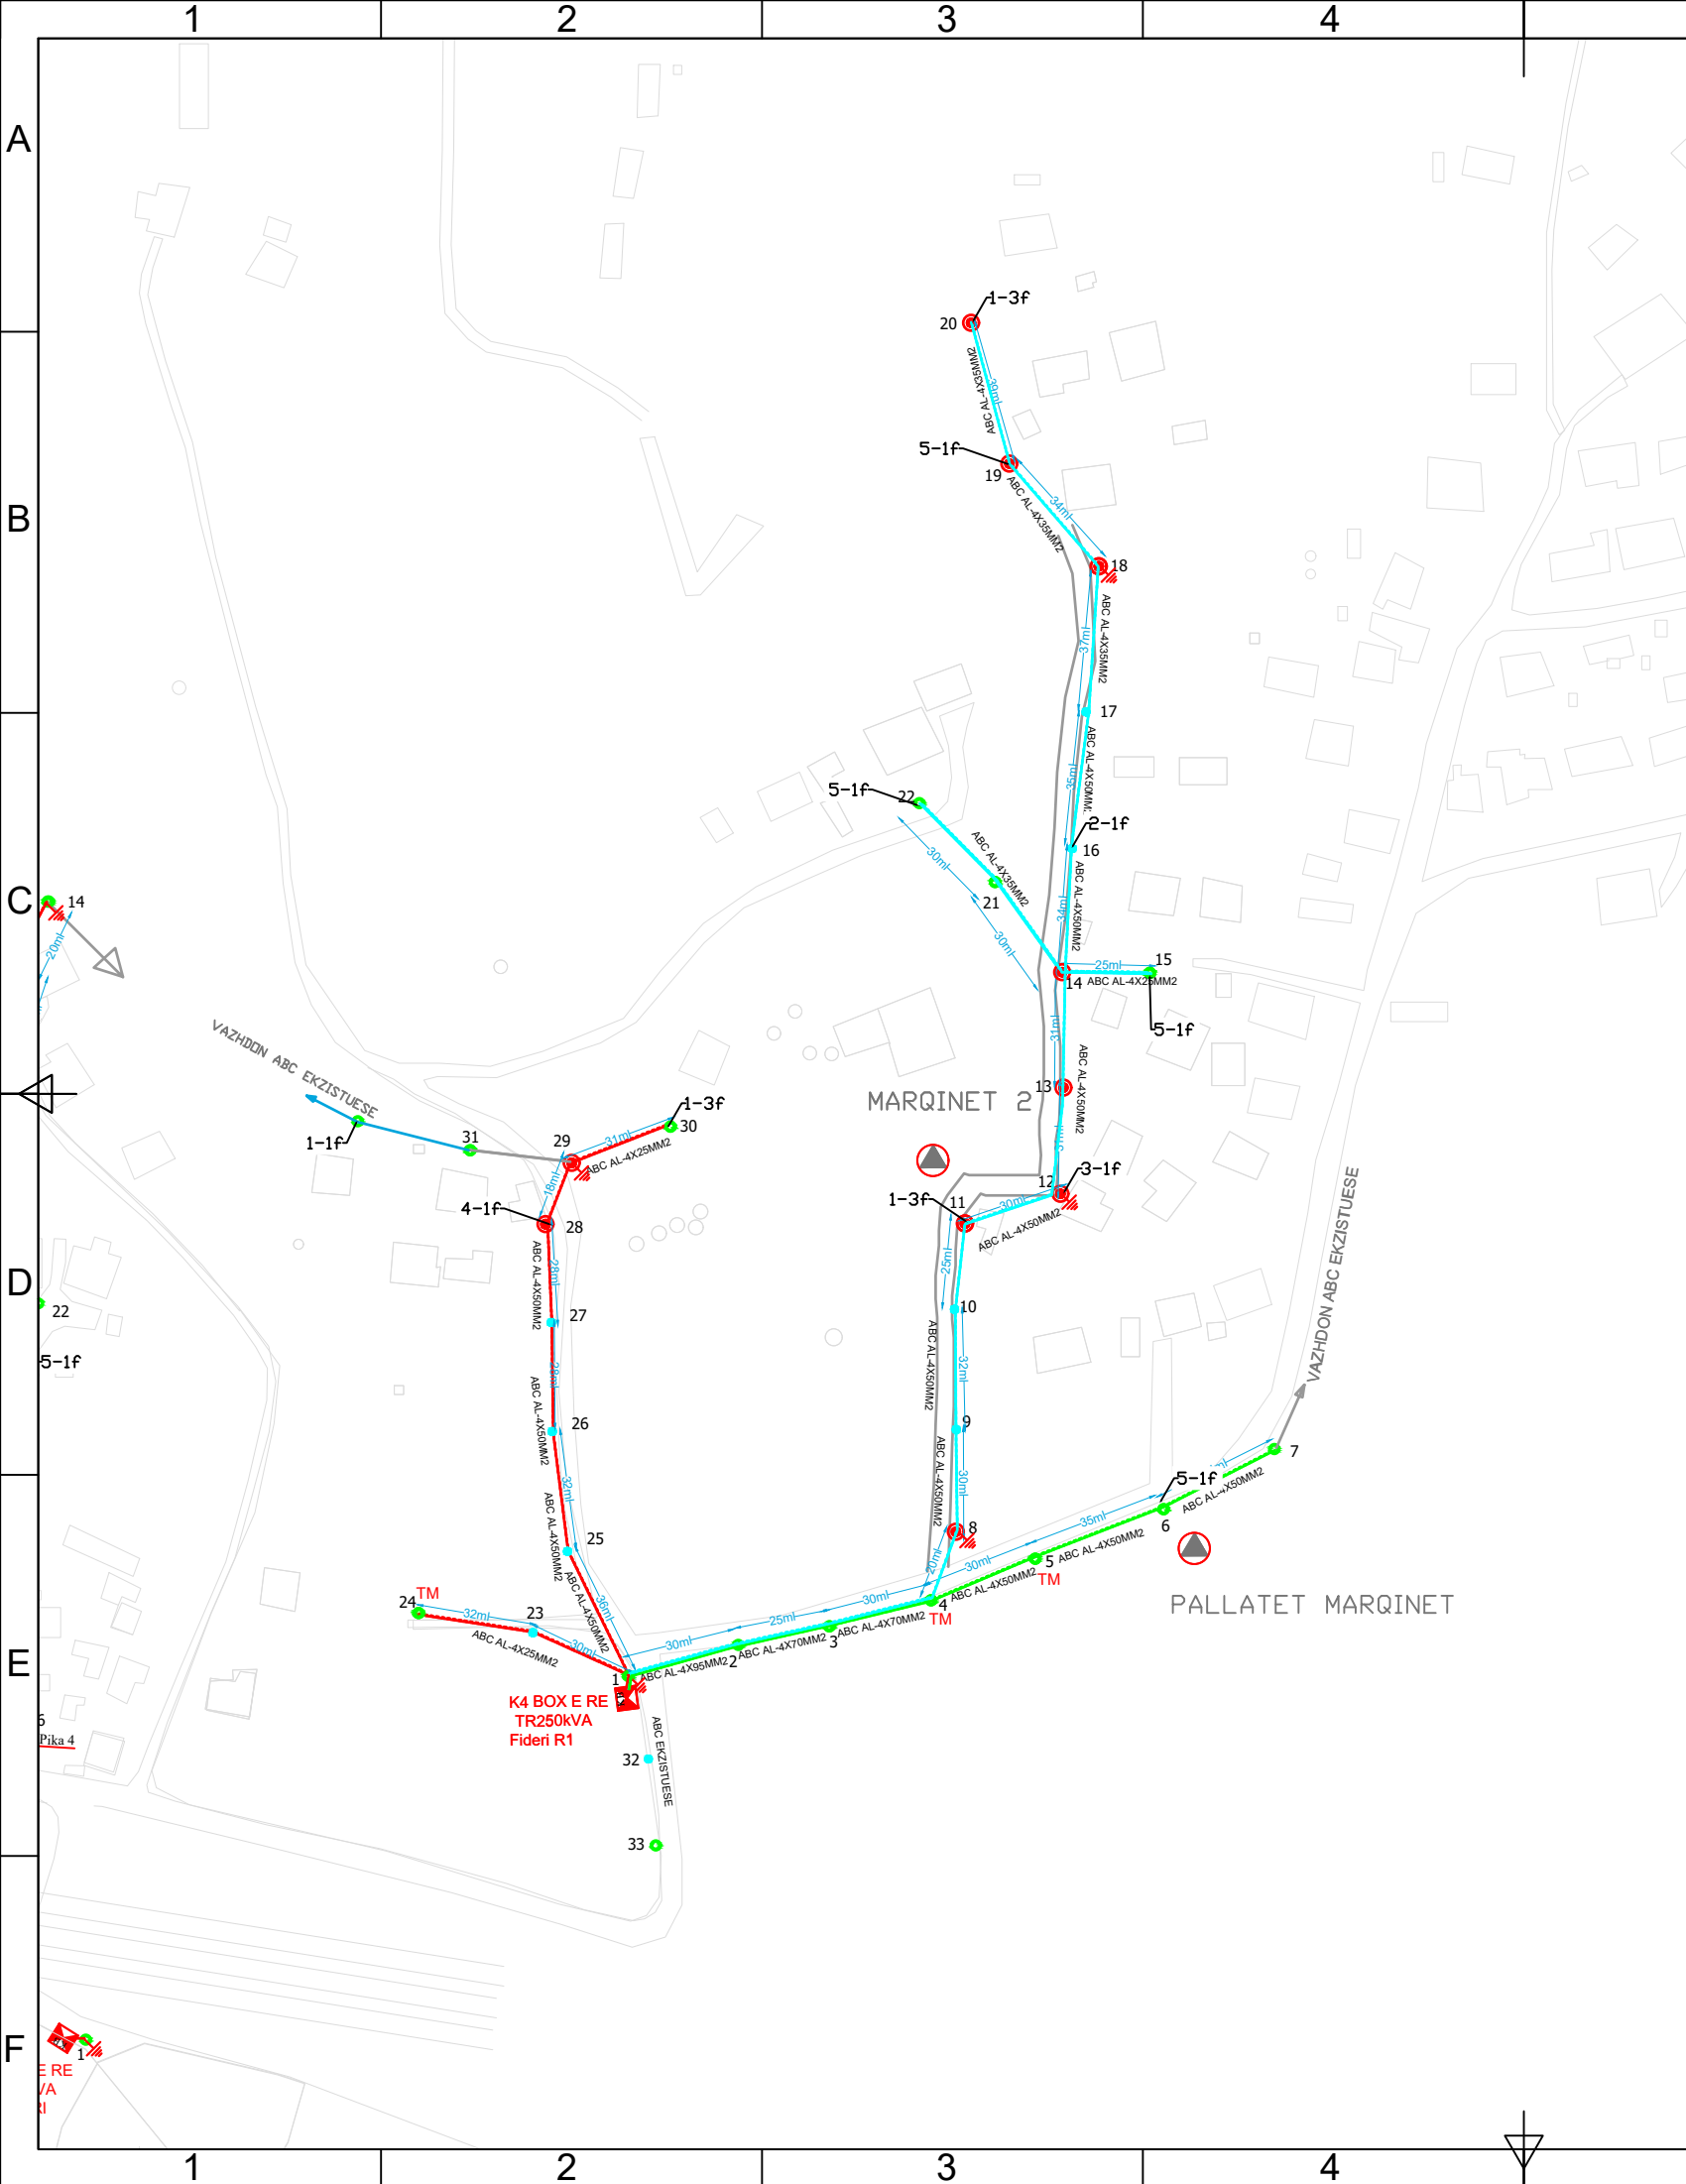 1
2
3
4
A
1-3f
20
ABC AL-4X35MM2
39ml
5-1f
19
ABC AL-4X35MM2
34ml
B
18
ABC AL-4X35MM2
37ml
17
ABC AL-4X50MM2
35ml
5-1f
22
2-1f
16
ABC AL-4X35MM2
30ml
ABC AL-4X50MM2
34ml
C
14
20ml
21
30ml
15
25ml
14
ABC AL-4X25MM2
5-1f
31ml
VAZHDON ABC EKZISTUESE
ABC AL-4X50MM2
13
MARQINET 2
1-3f
30
31ml
1-1f
31
29
ABC AL-4X25MM2
31ml
18ml
3-1f
12
1-3f
11
30ml
4-1f
28
ABC AL-4X50MM2
ABC AL-4X50MM2
28ml
25ml
VAZHDON ABC EKZISTUESE
D
22
27
10
5-1f
28ml
ABC AL-4X50MM2
32ml
26
ABC AL-4X50MM2
9
7
32ml
ABC AL-4X50MM2
30ml
5-1f
ml
ABC AL-4X50MM2
25
ABC AL-4X50MM2
8
6
35ml
ABC AL-4X50MM2
5
TM
20ml
30ml
ABC AL-4X50MM2
24
TM
32ml
23
ABC AL-4X25MM2
30ml
36ml
ABC AL-4X50MM2
4
TM
30ml
ABC AL-4X70MM2
3
25ml
ABC AL-4X70MM2
2
30ml
ABC AL-4X95MM2
1
PALLATET MARQINET
E
K4 BOX E RE
TR250kVA
Fideri R1
6
Pika 4
ABC EKZISTUESE
32
33
F
1
E RE
VA
1
2
3
4